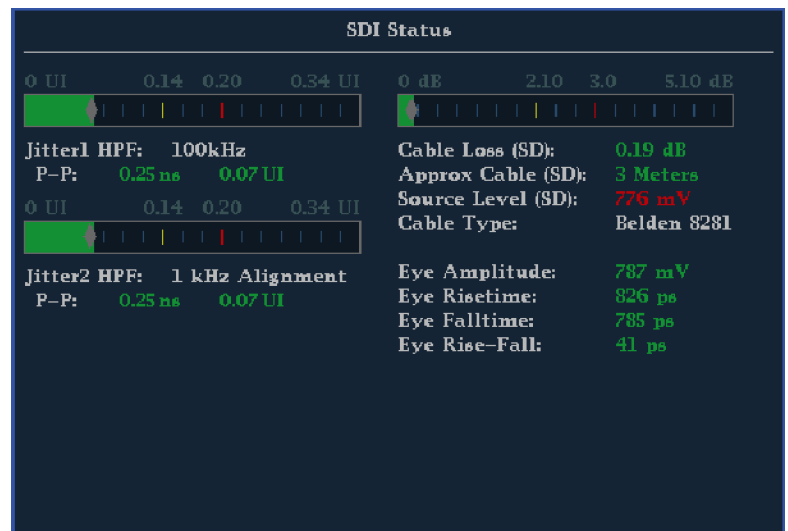 SDI Status
0 UI 0.14 0.20 0.34 UI
Jitter1 HPF: 100kHz
P-P: 0.25 ns 0.07 UI
0 UI 0.14 0.20 0.34 UI
Jitter2 HPF: 1 kHz Alignment
P-P: 0.25 ns 0.07 UI
0 dB 2.10 3.0 5.10 dB
Cable Loss (SD): 0.19 dB
Approx Cable (SD): 3 Meters
Source Level (SD): 776 mV
Cable Type: Belden 8281
Eye Amplitude: 787 mV
Eye Risetime: 826 ps
Eye Falltime: 785 ps
Eye Rise-Fall: 41 ps